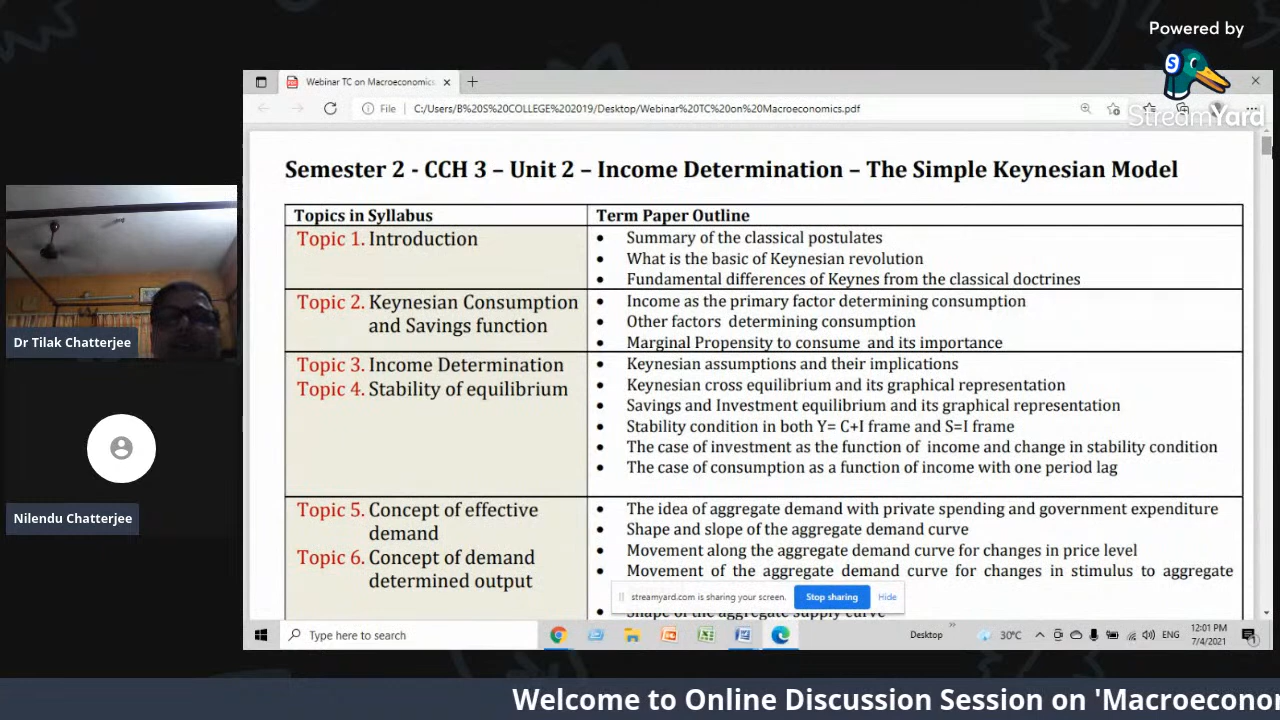 Powered by
S
StreamYard
Webinar TC on Macroeconomics.
File
C:/Users/B%20S%20COLLEGE%202019/Desktop/Webinar%20TC%20on%20Macroeconomics.pdf
Semester 2 - CCH 3 – Unit 2 – Income Determination – The Simple Keynesian Model
Topics in Syllabus
Term Paper Outline
Topic 1. Introduction
• Summary of the classical postulates
• What is the basic of Keynesian revolution
• Fundamental differences of Keynes from the classical doctrines
Topic 2. Keynesian Consumption
and Savings function
• Income as the primary factor determining consumption
• Other factors determining consumption
• Marginal Propensity to consume and its importance
Topic 3. Income Determination
Topic 4. Stability of equilibrium
• Keynesian assumptions and their implications
• Keynesian cross equilibrium and its graphical representation
• Savings and Investment equilibrium and its graphical representation
• Stability condition in both Y= C+I frame and S=I frame
• The case of investment as the function of income and change in stability condition
• The case of consumption as a function of income with one period lag
Topic 5. Concept of effective
demand
Topic 6. Concept of demand
determined output
• The idea of aggregate demand with private spending and government expenditure
• Shape and slope of the aggregate demand curve
• Movement along the aggregate demand curve for changes in price level
• Movement of the aggregate demand curve for changes in stimulus to aggregate
• Shape of the aggregate supply curve
streamyard.com is sharing your screen.
Stop sharing
Hide
Dr Tilak Chatterjee
Nilendu Chatterjee
Type here to search
Desktop
30°C
ENG
12:01 PM
7/4/2021
Welcome to Online Discussion Session on 'Macroecono